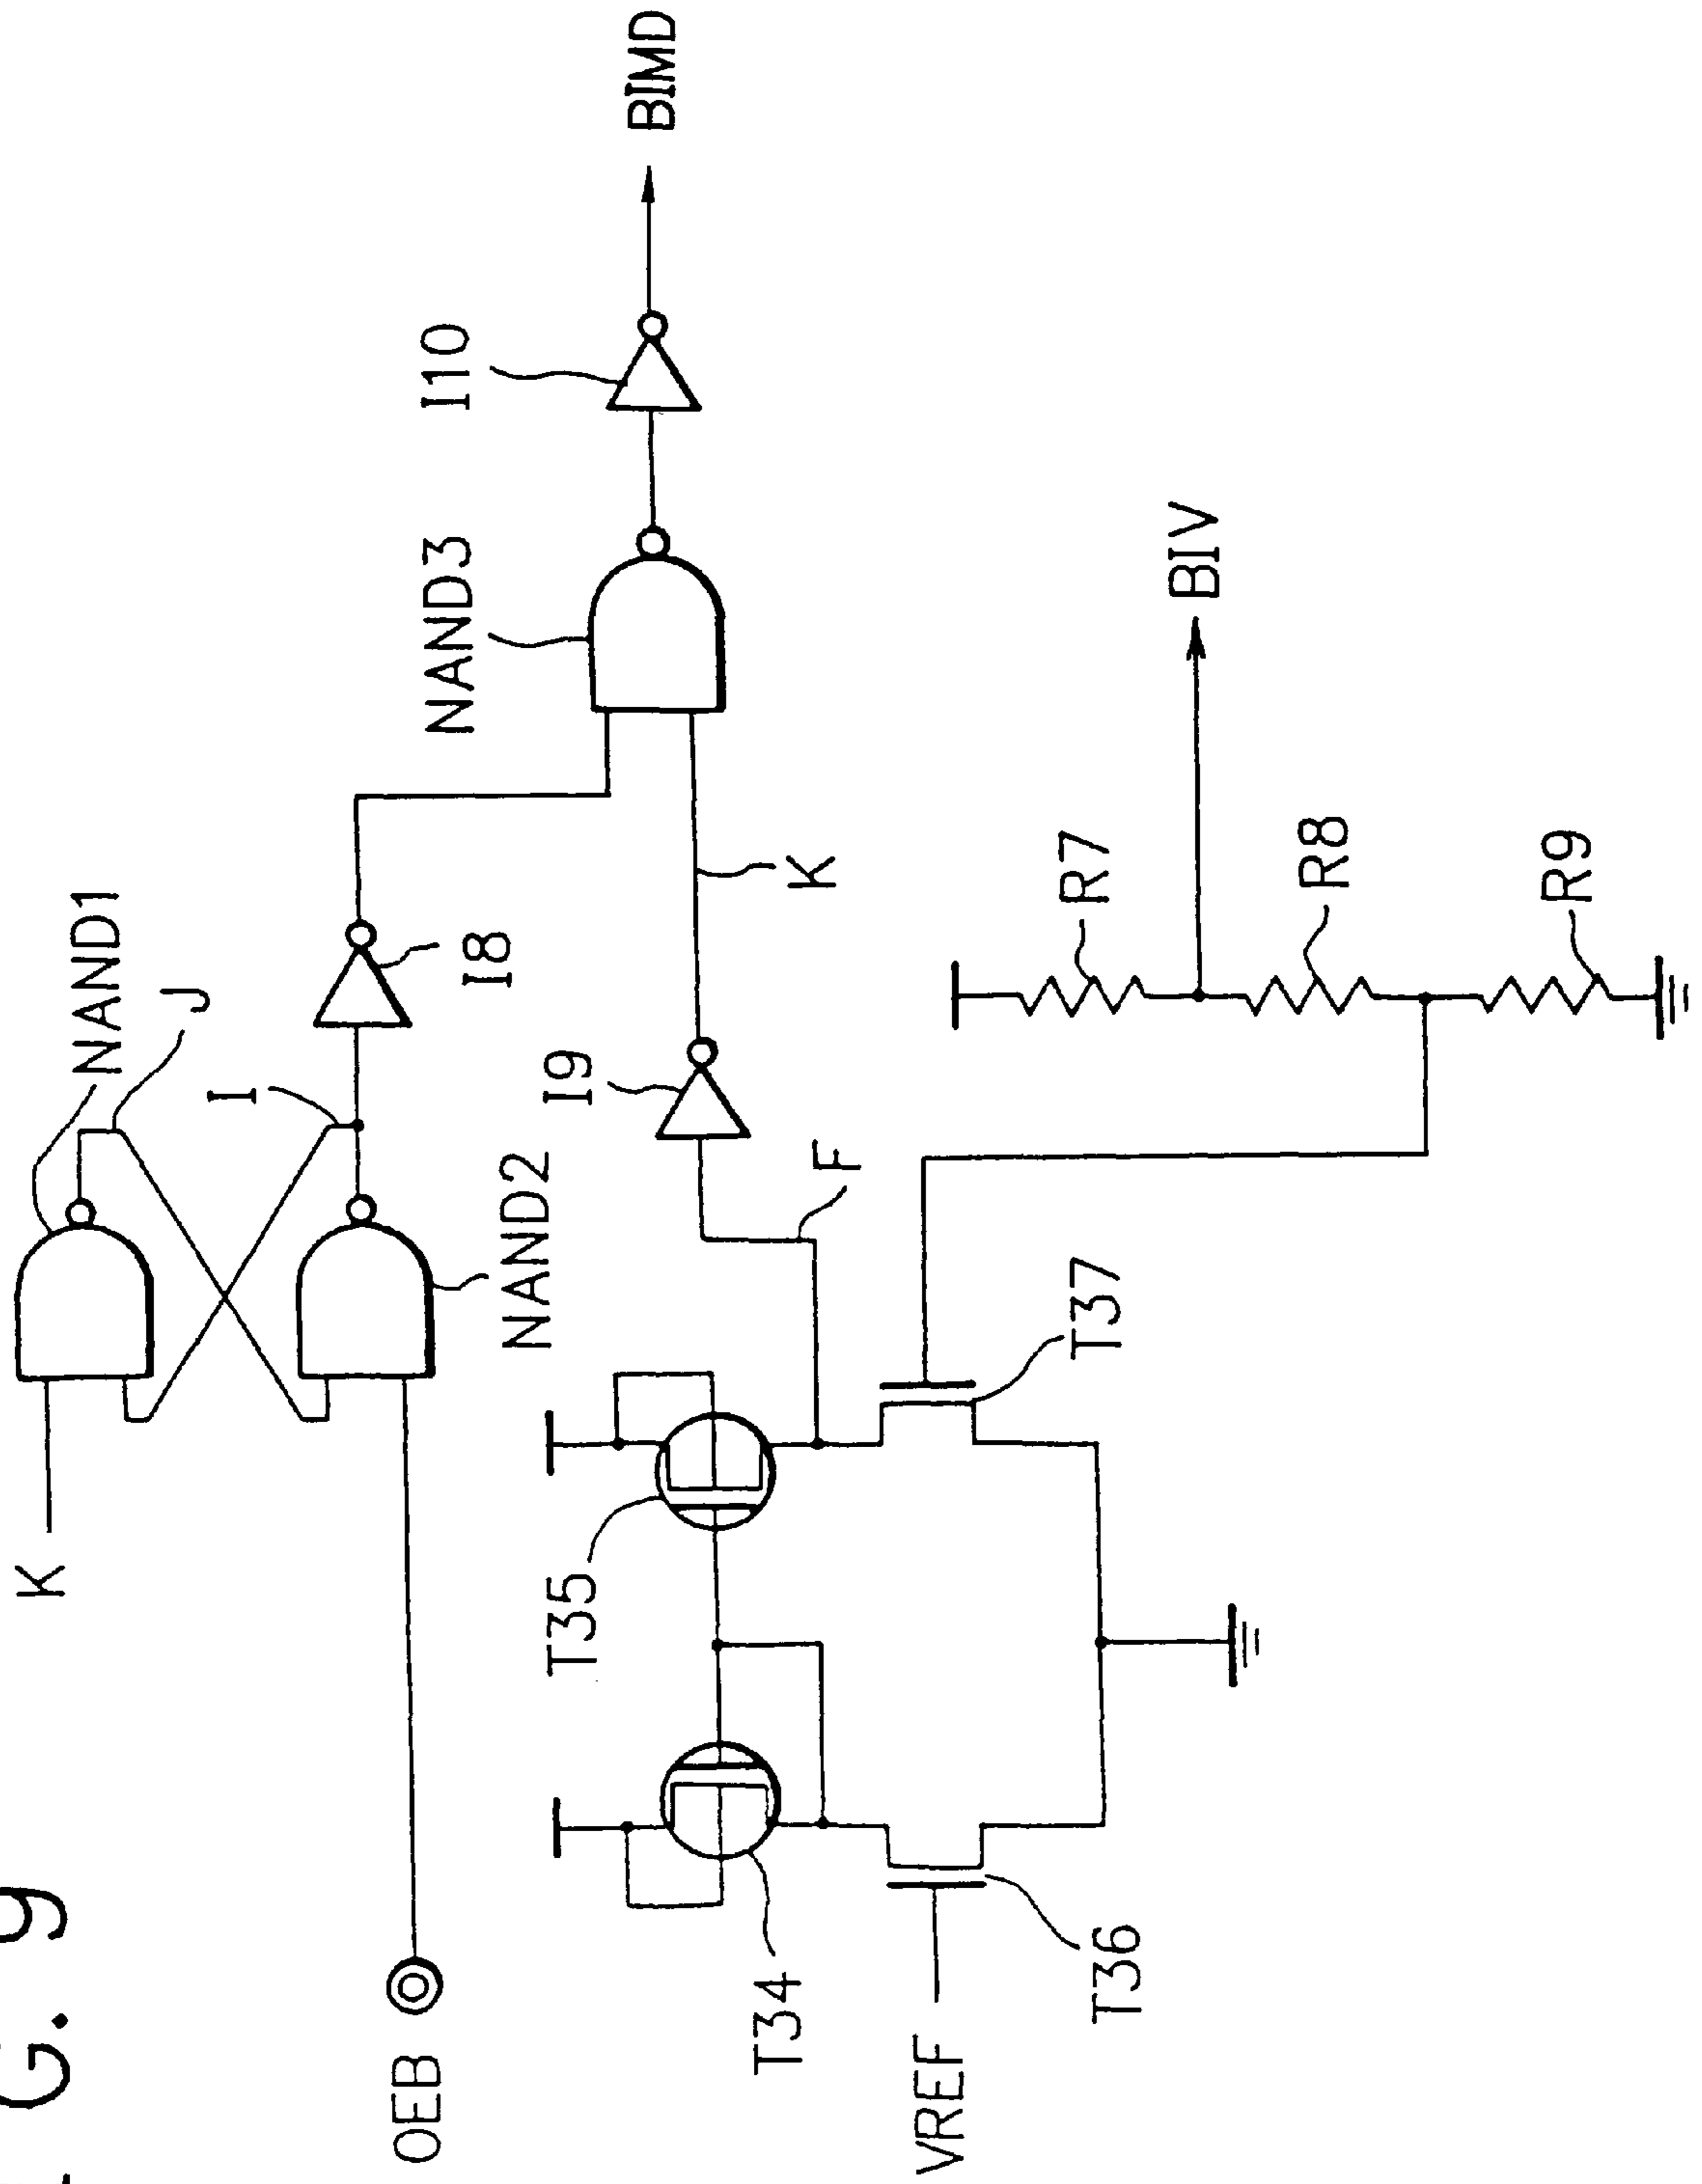 G. 9
K
NAND1
J
I
OEB
NAND2
I8
NAND3
I10
BIMD
T35
I9
F
K
T34
VREF
T36
T37
R7
BIV
R8
R9